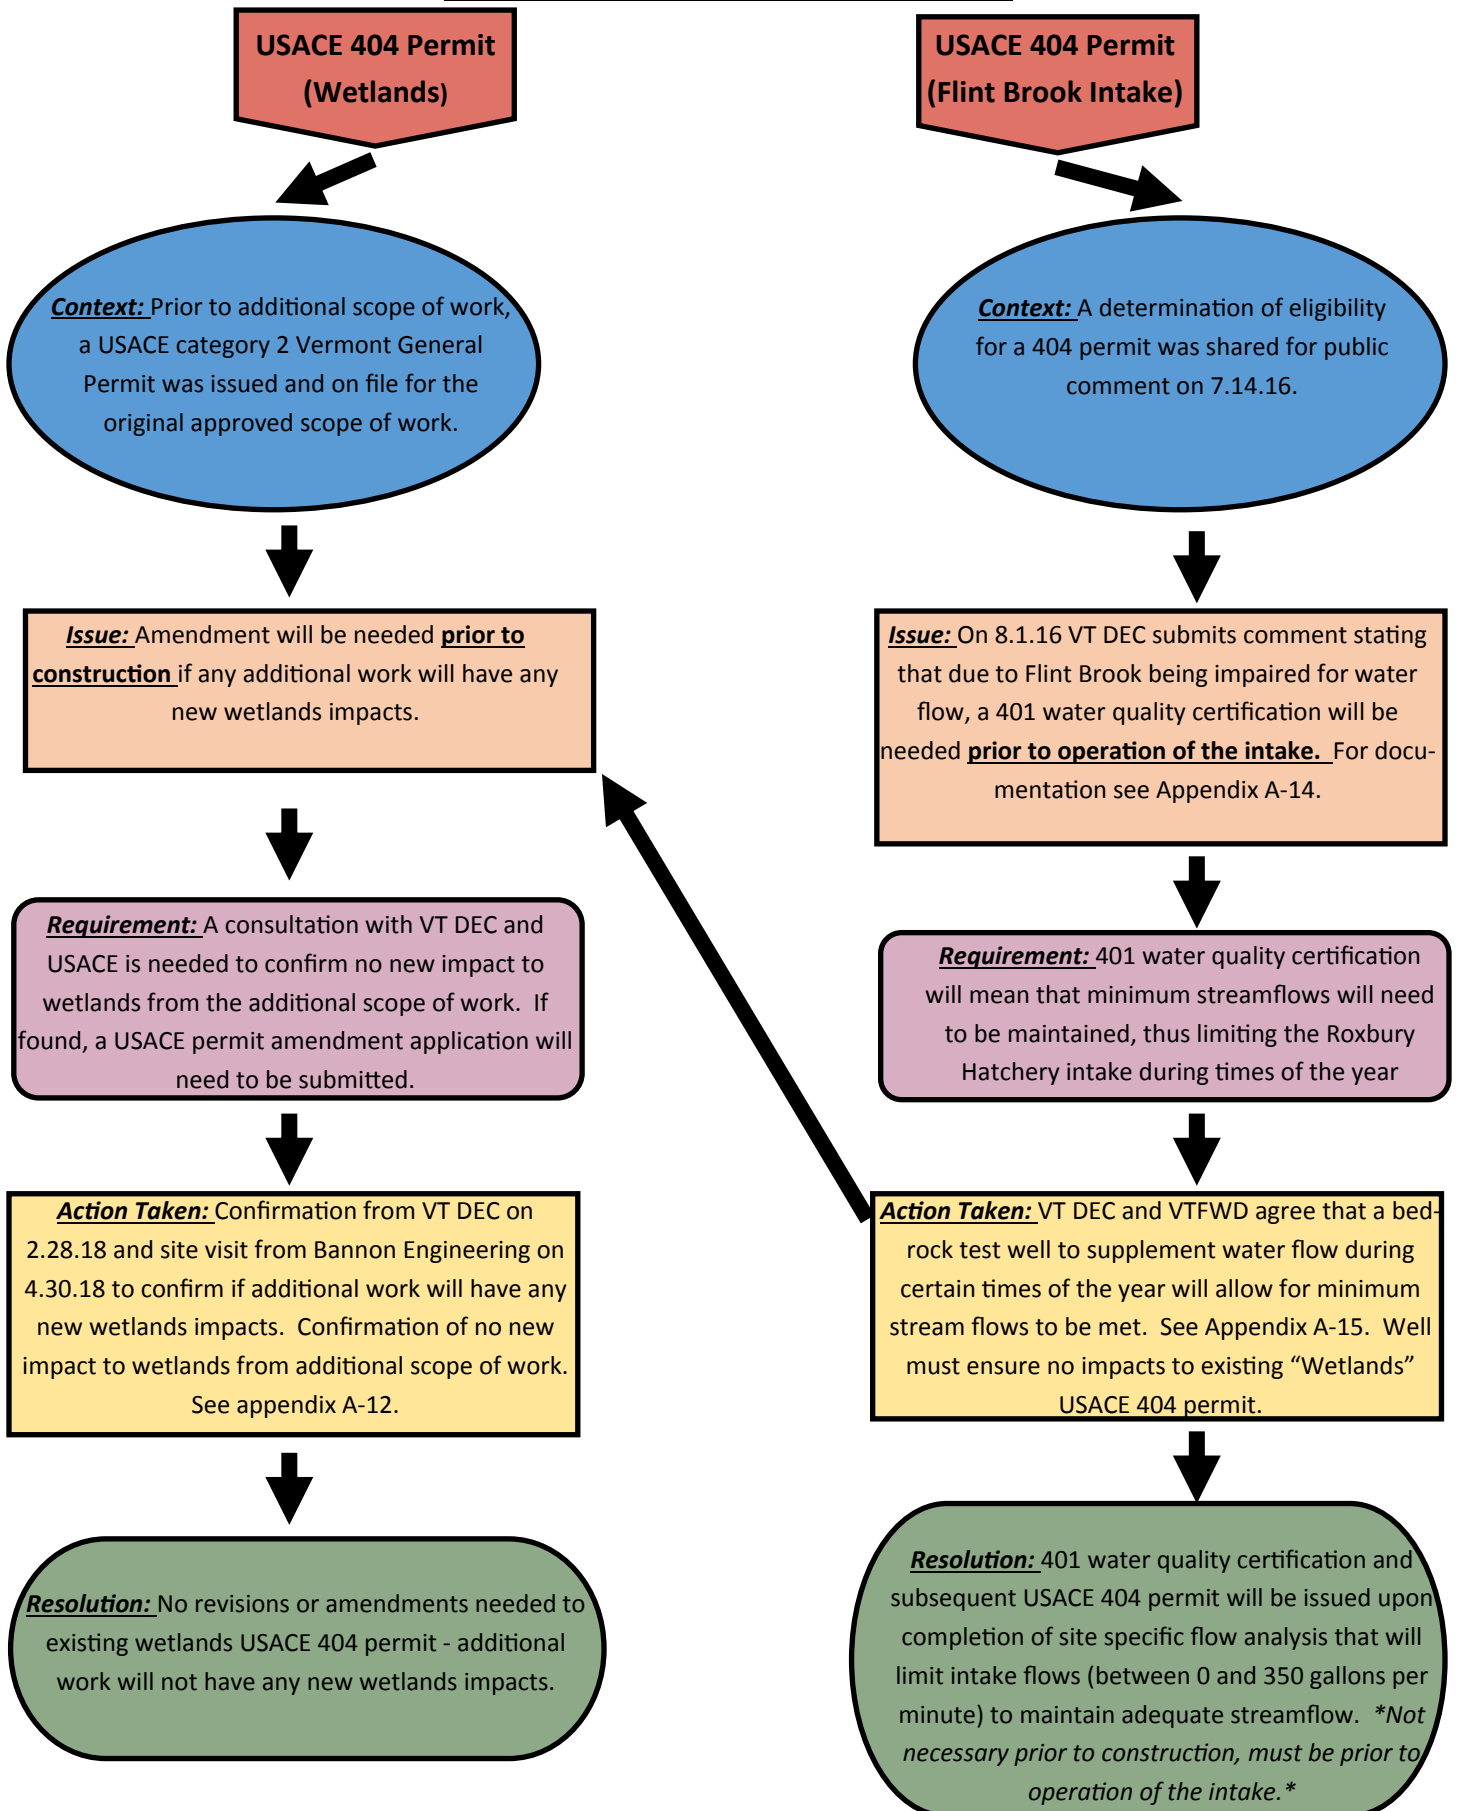 USACE 404 Permit
(Wetlands)
Context: Prior to additional scope of work,
a USACE category 2 Vermont General
Permit was issued and on file for the
original approved scope of work.
Issue: Amendment will be needed prior to
construction if any additional work will have any
new wetlands impacts.
Requirement: A consultation with VT DEC and
USACE is needed to confirm no new impact to
wetlands from the additional scope of work. If
found, a USACE permit amendment application will
need to be submitted.
Action Taken: Confirmation from VT DEC on
2.28.18 and site visit from Bannon Engineering on
4.30.18 to confirm if additional work will have any
new wetlands impacts. Confirmation of no new
impact to wetlands from additional scope of work.
See appendix A-12.
Resolution: No revisions or amendments needed to
existing wetlands USACE 404 permit - additional
work will not have any new wetlands impacts.
USACE 404 Permit
(Flint Brook Intake)
Context: A determination of eligibility
for a 404 permit was shared for public
comment on 7.14.16.
Issue: On 8.1.16 VT DEC submits comment stating
that due to Flint Brook being impaired for water
flow, a 401 water quality certification will be
needed prior to operation of the intake. For docu-
mentation see Appendix A-14.
Requirement: 401 water quality certification
will mean that minimum streamflows will need
to be maintained, thus limiting the Roxbury
Hatchery intake during times of the year
Action Taken: VT DEC and VTFWD agree that a bed-
rock test well to supplement water flow during
certain times of the year will allow for minimum
stream flows to be met. See Appendix A-15. Well
must ensure no impacts to existing “Wetlands”
USACE 404 permit.
Resolution: 401 water quality certification and
subsequent USACE 404 permit will be issued upon
completion of site specific flow analysis that will
limit intake flows (between 0 and 350 gallons per
minute) to maintain adequate streamflow. *Not
necessary prior to construction, must be prior to
operation of the intake.*